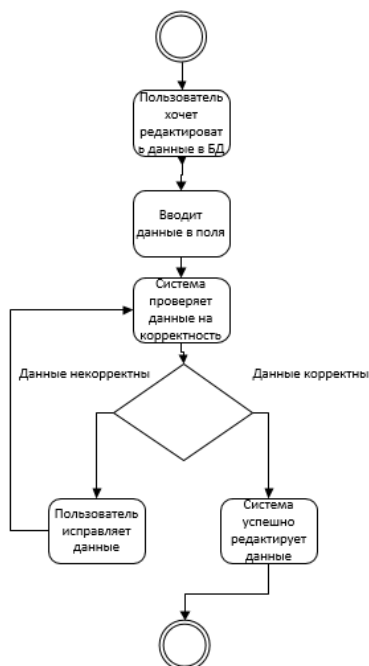 Пользователь
хочет
редактироват
ь данные в БД
Вводит
данные в поля
Система
проверяет
данные на
корректность
Данные некорректны
Данные корректны
Пользователь
исправляет
данные
Система
успешно
редактирует
данные